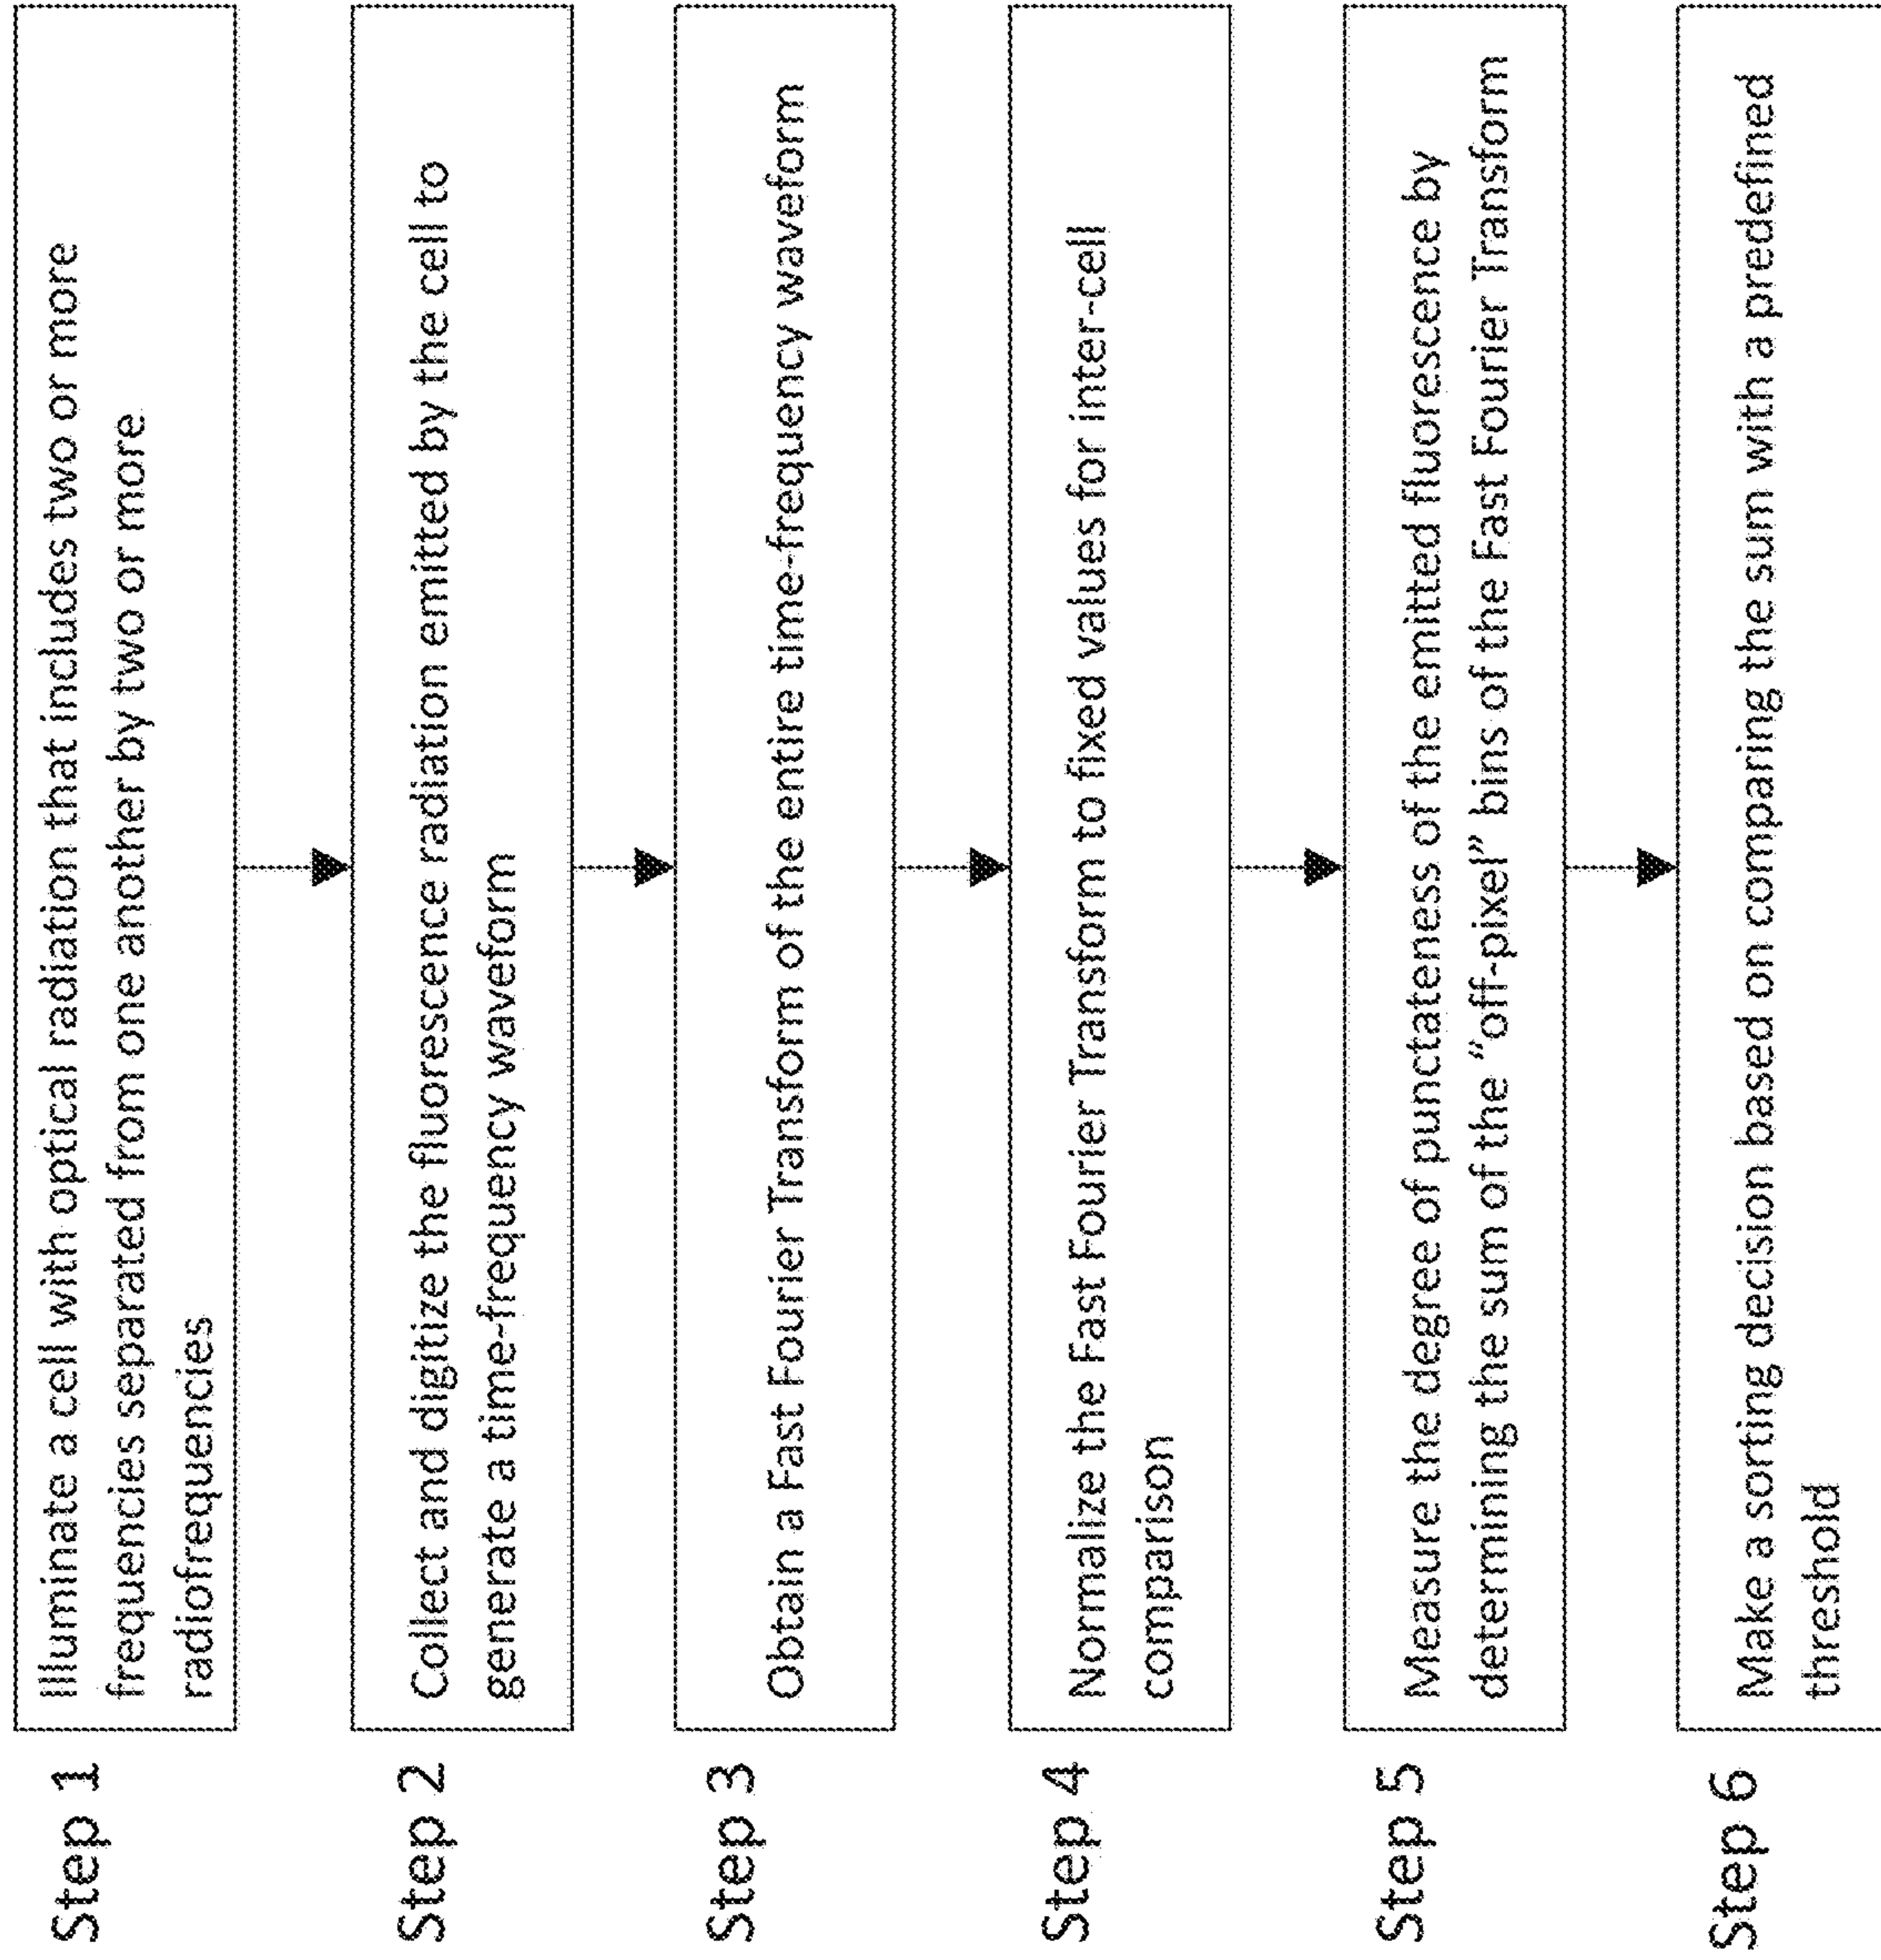 Step 1
Illuminate a cell with optical radiation that includes two or more
frequencies separated from one another by two or more
radiofrequencies
Step 2
Collect and digitize the fluorescence radiation emitted by the cell to
generate a time-frequency waveform
Step 3
Obtain a Fast Fourier Transform of the entire time-frequency waveform
Step 4
Normalize the Fast Fourier Transform to fixed values for inter-cell
comparison
Step 5
Measure the degree of punctateness of the emitted fluorescence by
determining the sum of the “off-pixel” bins of the Fast Fourier Transform
Step 6
Make a sorting decision based on comparing the sum with a predefined
threshold